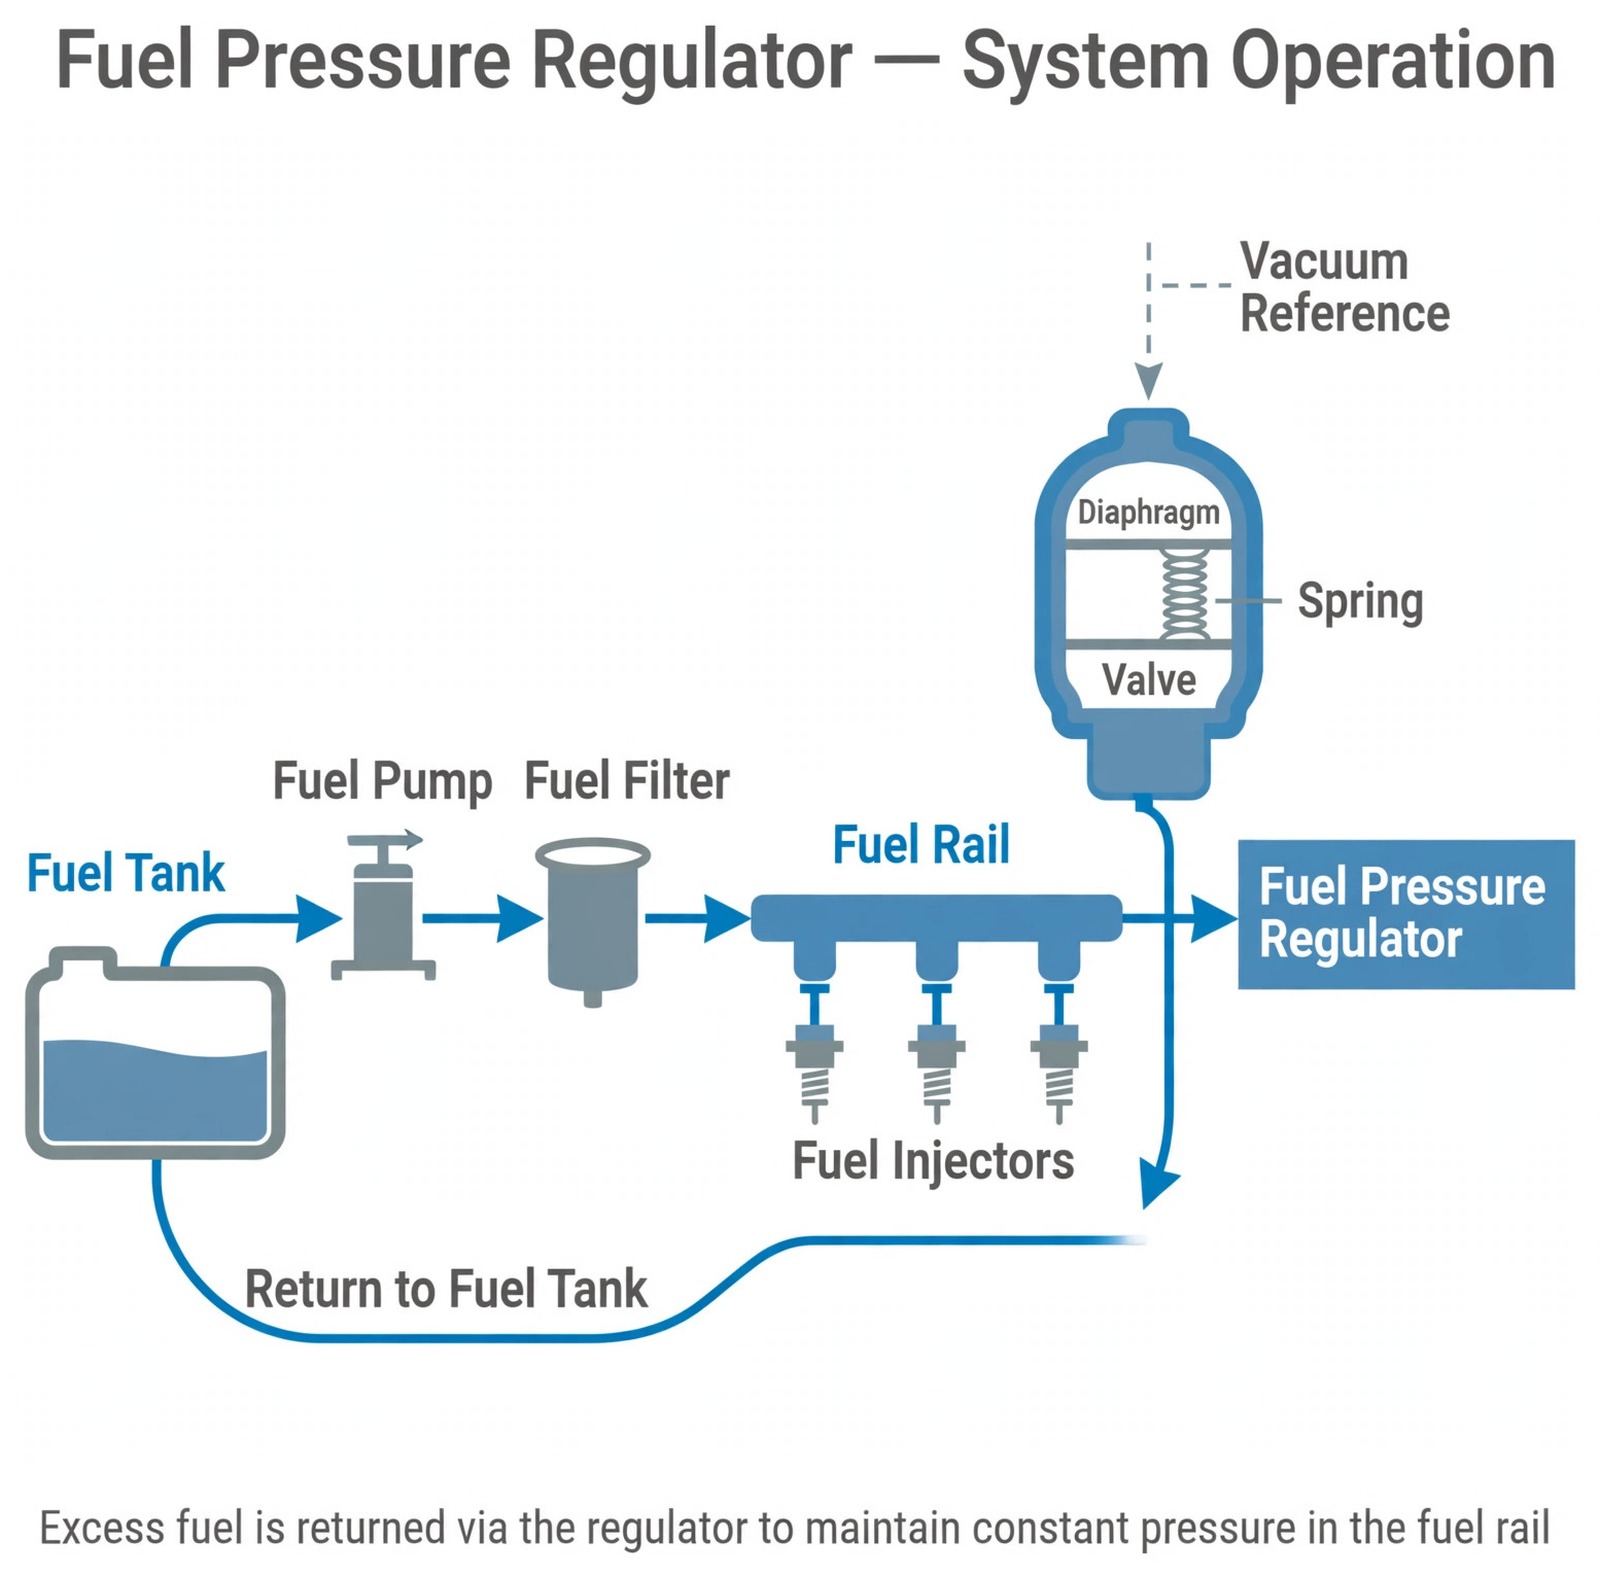 Fuel Pressure Regulator — System Operation
Vacuum
Reference
Diaphragm
Spring
Valve
Fuel Pump
Fuel Filter
Fuel Rail
Fuel Tank
Fuel Pressure
Regulator
Fuel Injectors
Return to Fuel Tank
Excess fuel is returned via the regulator to maintain constant pressure in the fuel rail